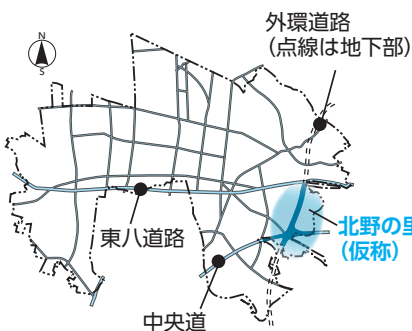 外環道路
(点線は地下部)
N
S
東八道路
北野の里
(仮称)
中央道